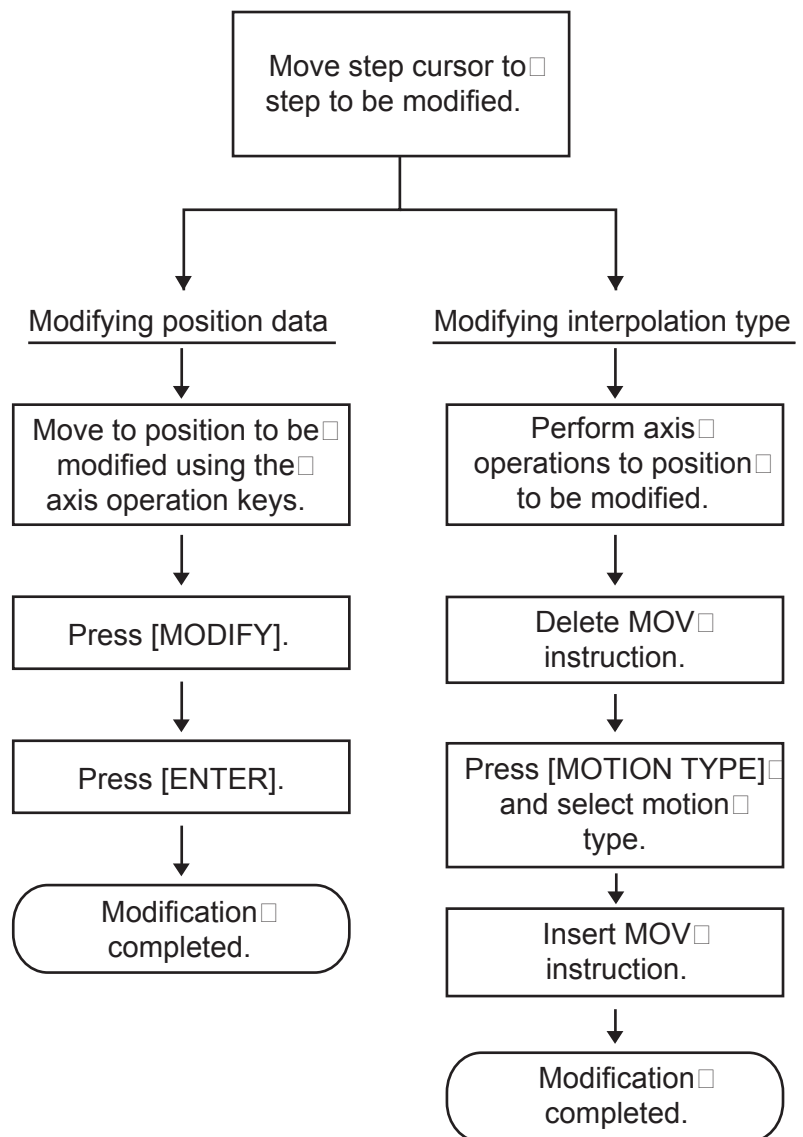 Move step cursor to
step to be modified.
Modifying position data
Move to position to be
modified using the
axis operation keys.
Press [MODIFY].
Press [ENTER].
Modification
completed.
Modifying interpolation type
Perform axis
operations to position
to be modified.
Delete MOV
instruction.
Press [MOTION TYPE]
and select motion
type.
Insert MOV
instruction.
Modification
completed.